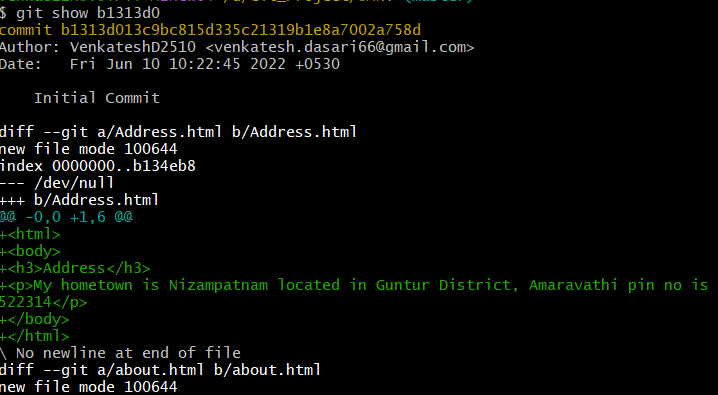 $ git show b1313d0
commit b1313d013c9bc815d335c21319b1e8a7002a758d
Author: VenkateshD2510 <venkatesh.dasari66@gmail.com>
Date:   Fri Jun 10 10:22:45 2022 +0530
Initial Commit
diff --git a/Address.html b/Address.html
new file mode 100644
index 0000000..b134eb8
--- /dev/null
+++ b/Address.html
@@ -0,0 +1,6 @@
+<html>
+<body>
+<h3>Address</h3>
+<p>My hometown is Nizampatnam located in Guntur District, Amaravathi pin no is
522314</p>
+</body>
+</html>
\ No newline at end of file
diff --git a/about.html b/about.html
new file mode 100644